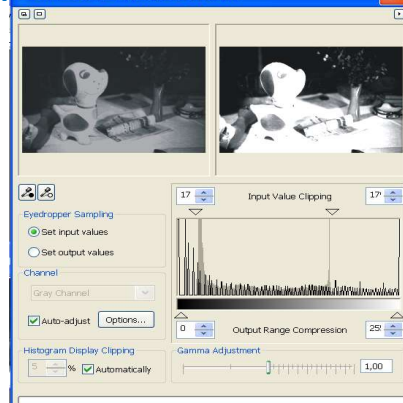 17
Input Value Clipping
17
Eyedropper Sampling
Set input values
Set output values
Channel
Gray Channel
Auto-adjust
Options...
0
Output Range Compression
Histogram Display Clipping
5
%
Automatically
Gamma Adjustment
1,00